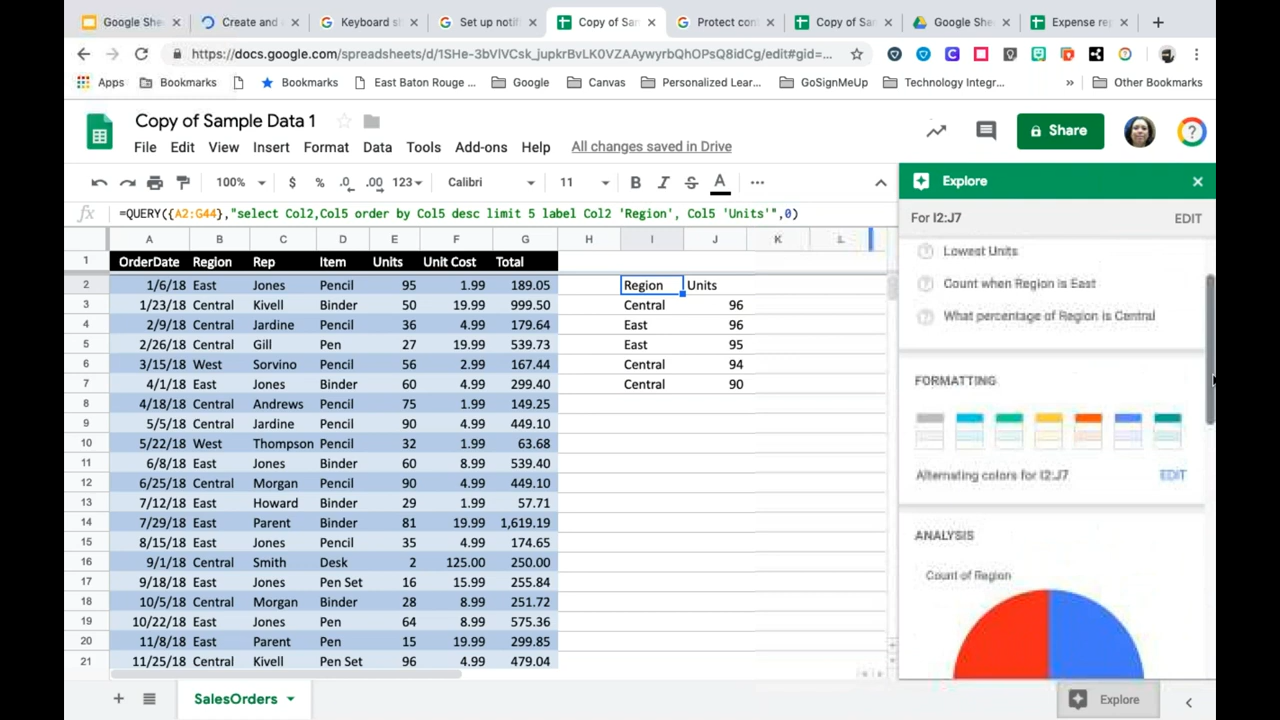 Google She
Create and
Keyboard s
Set up notif
Copy of Sam
Protect con
Copy of Sam
Google She
Expense re
https://docs.google.com/spreadsheets/d/1SHe-3bVlVCsk_jupkrBvLK0VZAAywyrbQhOPsQ8idCg/edit#gid=...
Apps Bookmarks Bookmarks East Baton Rouge ... Google Canvas Personalized Lear... GoSignMeUp Technology Integr... » Other Bookmarks
Copy of Sample Data 1
Share
File Edit View Insert Format Data Tools Add-ons Help All changes saved in Drive
100% $ % .0 .00 123 Calibri 11 B I S A ...
Explore
fx =QUERY({A2:G44},"select Col2,Col5 order by Col5 desc limit 5 label Col2 'Region', Col5 'Units'",0)
For I2:J7 EDIT
A B C D E F G H I J K L
1 OrderDate Region Rep Item Units Unit Cost Total
2 1/6/18 East Jones Pencil 95 1.99 189.05 Region Units
3 1/23/18 Central Kivell Binder 50 19.99 999.50 Central 96
4 2/9/18 Central Jardine Pencil 36 4.99 179.64 East 96
5 2/26/18 Central Gill Pen 27 19.99 539.73 East 95
6 3/15/18 West Sorvino Pencil 56 2.99 167.44 Central 94
7 4/1/18 East Jones Binder 60 4.99 299.40 Central 90
8 4/18/18 Central Andrews Pencil 75 1.99 149.25
9 5/5/18 Central Jardine Pencil 90 4.99 449.10
10 5/22/18 West Thompson Pencil 32 1.99 63.68
11 6/8/18 East Jones Binder 60 8.99 539.40
12 6/25/18 Central Morgan Pencil 90 4.99 449.10
13 7/12/18 East Howard Binder 29 1.99 57.71
14 7/29/18 East Parent Binder 81 19.99 1,619.19
15 8/15/18 East Jones Pencil 35 4.99 174.65
16 9/1/18 Central Smith Desk 2 125.00 250.00
17 9/18/18 East Jones Pen Set 16 15.99 255.84
18 10/5/18 Central Morgan Binder 28 8.99 251.72
19 10/22/18 East Jones Pen 64 8.99 575.36
20 11/8/18 East Parent Pen 15 19.99 299.85
21 11/25/18 Central Kivell Pen Set 96 4.99 479.04
Lowest Units
Count when Region is East
What percentage of Region is Central
FORMATTING
Alternating colors for I2:J7 EDIT
ANALYSIS
Count of Region
SalesOrders
Explore